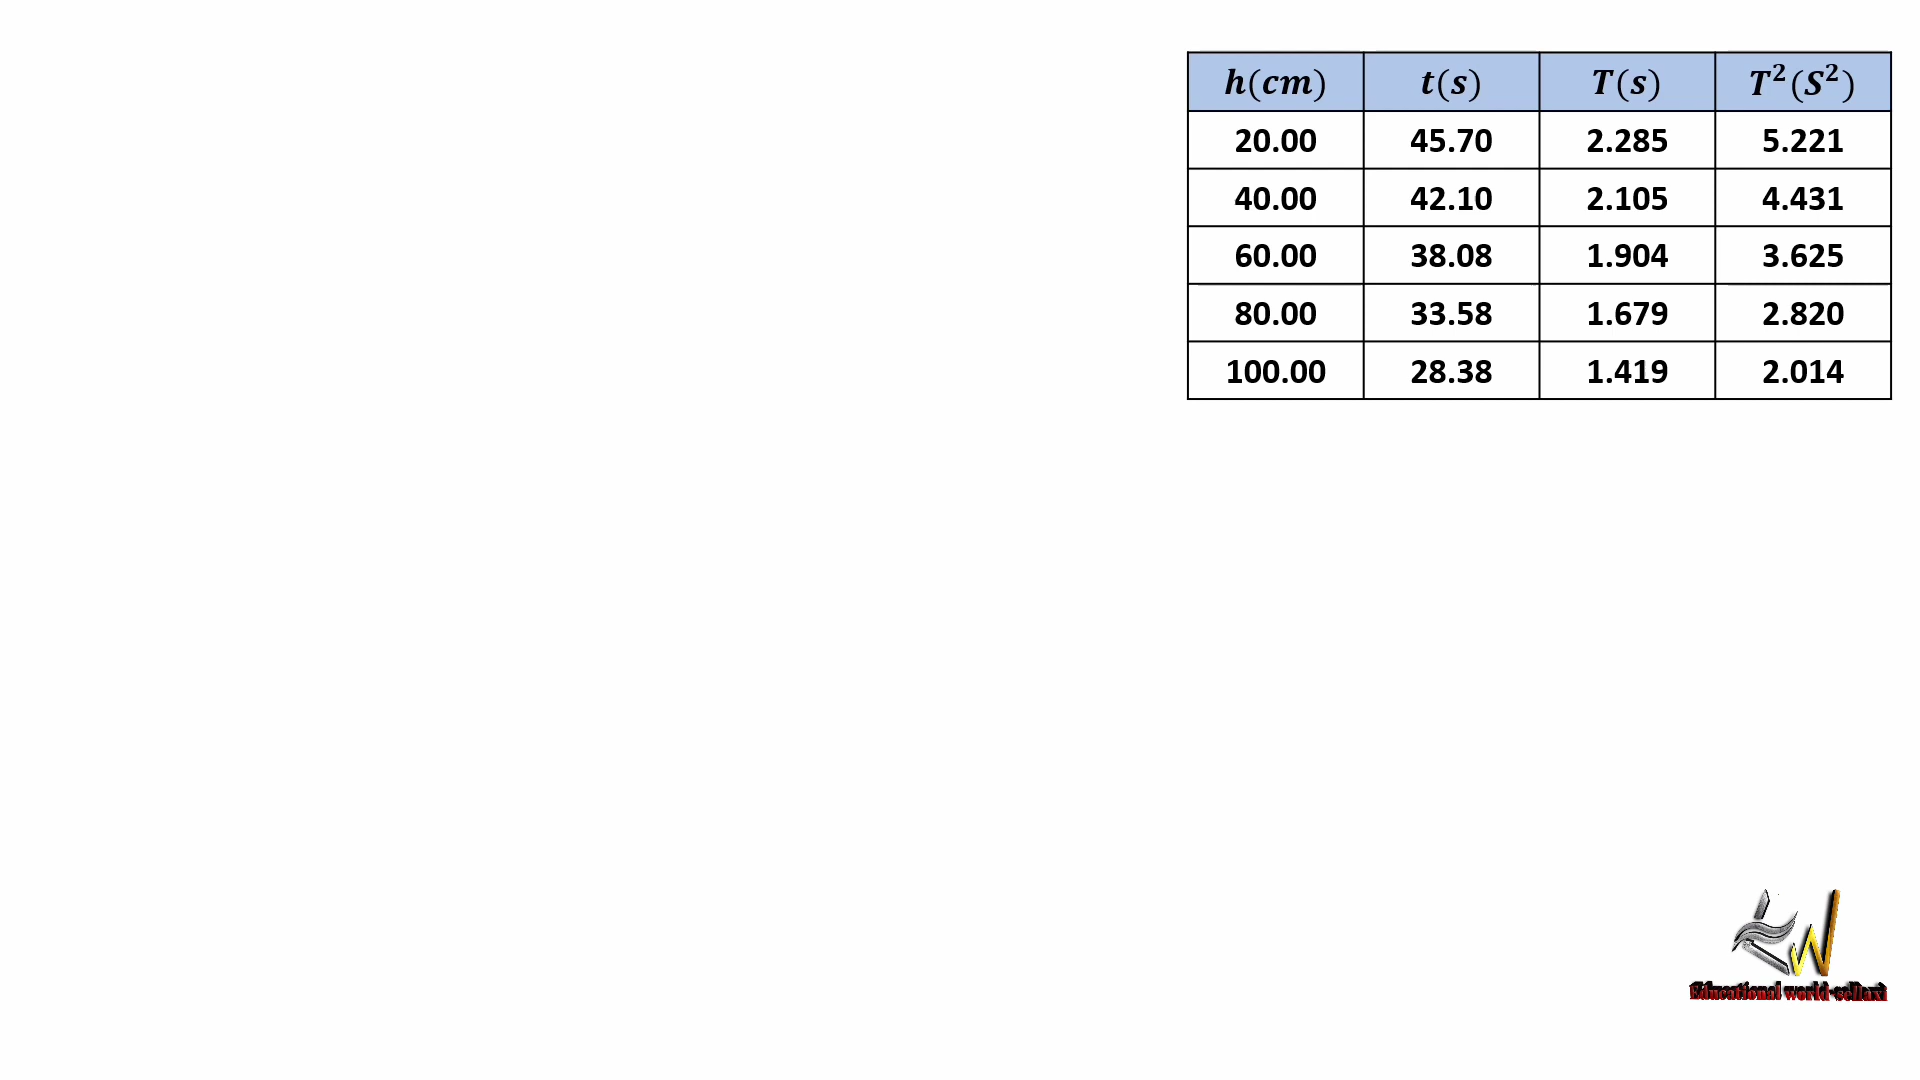 h(cm) t(s) T(s) T²(S²)
20.00 45.70 2.285 5.221
40.00 42.10 2.105 4.431
60.00 38.08 1.904 3.625
80.00 33.58 1.679 2.820
100.00 28.38 1.419 2.014
Educational world